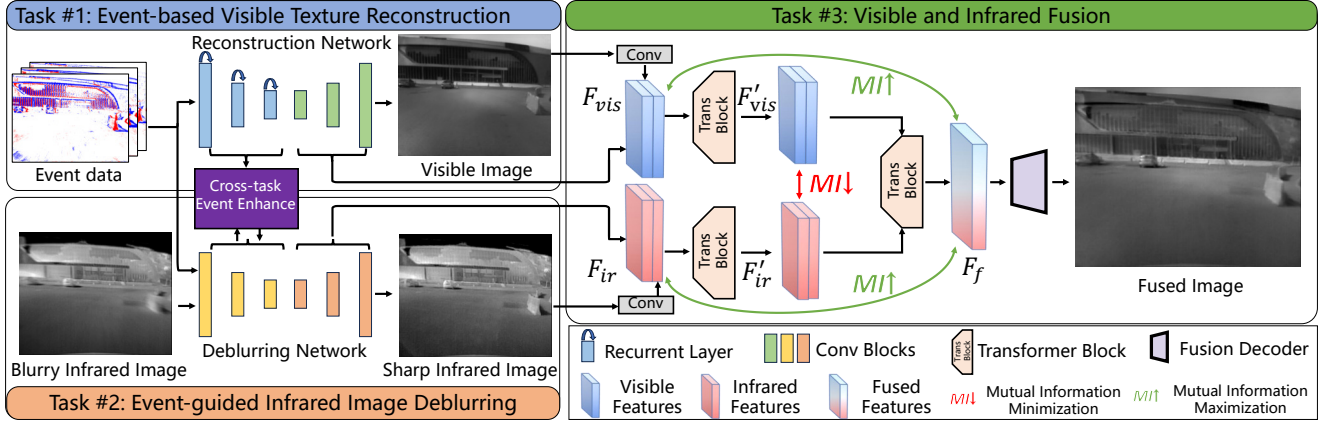 Task #1: Event-based Visible Texture Reconstruction
Reconstruction Network
Event data
Visible Image
Cross-task
Event Enhance
Blurry Infrared Image
Deblurring Network
Sharp Infrared Image
Task #2: Event-guided Infrared Image Deblurring
Task #3: Visible and Infrared Fusion
Conv
F_vis
Trans
Block
F'_vis
MI↑
MI↓
Trans
Block
F_ir
Trans
Block
F'_ir
MI↑
F_f
Conv
Fused Image
Recurrent Layer
Conv Blocks
Trans
Block
Transformer Block
Fusion Decoder
Visible
Features
Infrared
Features
Fused
Features
MI↓
Mutual Information
Minimization
MI↑
Mutual Information
Maximization